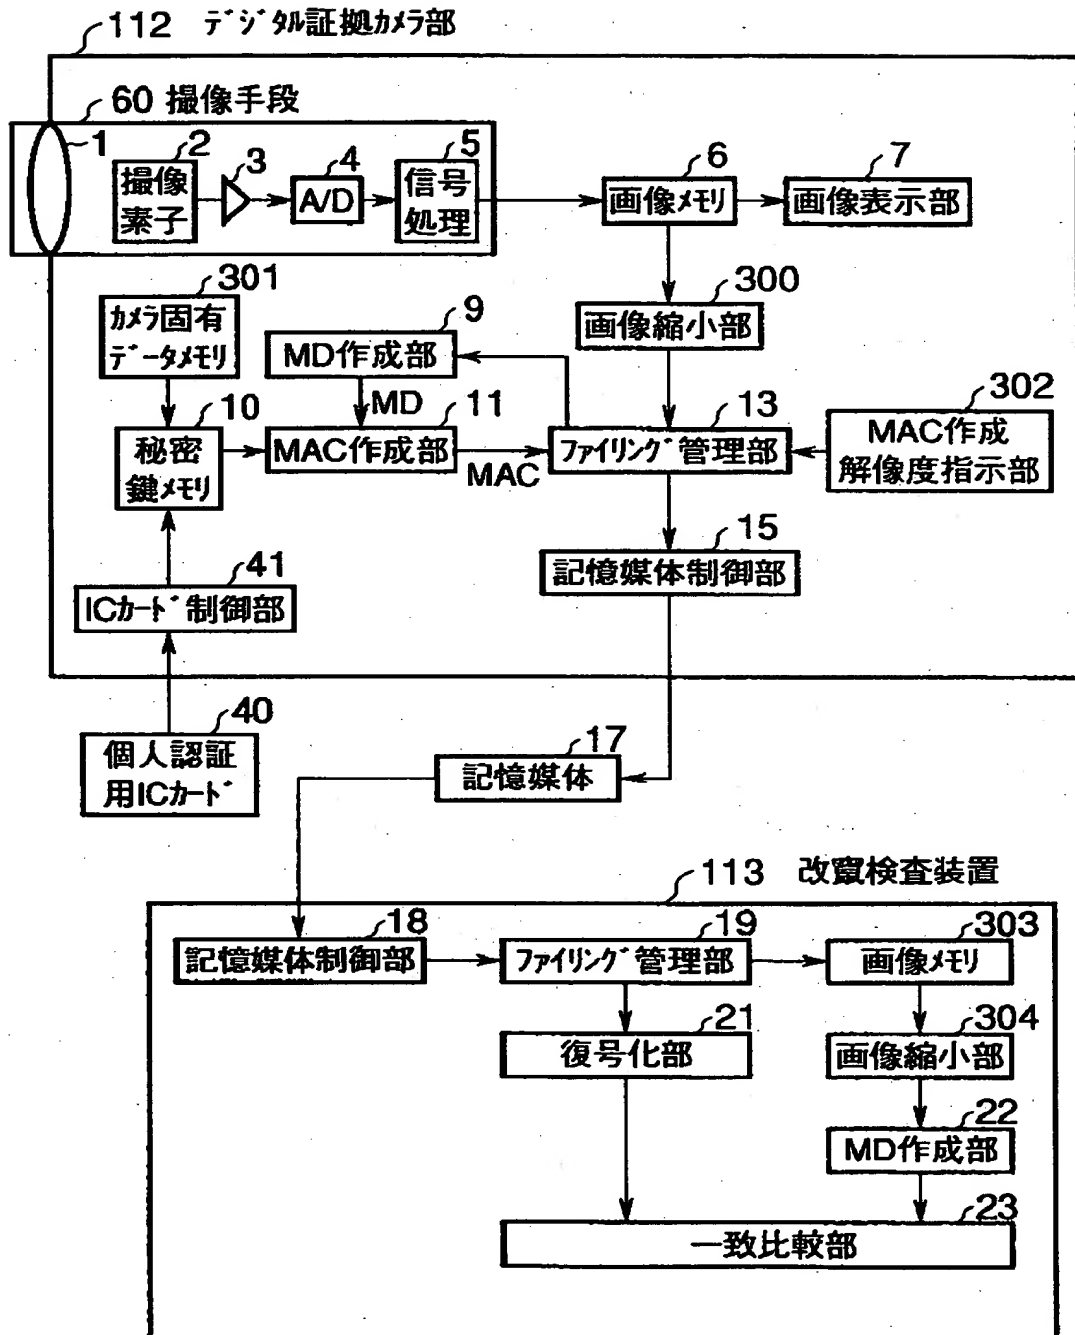 112 デジタル証拠カメラ部
60 撮像手段
1
2
撮像
素子
3
4
A/D
5
信号
処理
6
画像メモリ
7
画像表示部
301
カメラ固有
データメモリ
9
MD作成部
300
画像縮小部
MD
10
秘密
鍵メモリ
11
MAC作成部
MAC
13
ファイリング管理部
302
MAC作成
解像度指示部
15
記憶媒体制御部
41
ICカード制御部
40
個人認証
用ICカード
17
記憶媒体
113 改竄検査装置
18
記憶媒体制御部
19
ファイリング管理部
303
画像メモリ
21
復号化部
304
画像縮小部
22
MD作成部
23
一致比較部